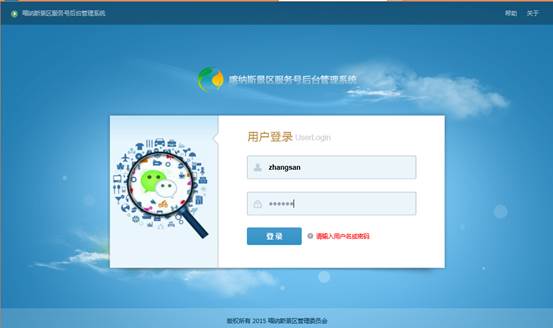 喀纳斯景区服务号后台管理系统
帮助 关于
喀纳斯景区服务号后台管理系统
用户登录 UserLogin
zhangsan
●●●●●●
登 录
请输入用户名或密码
版权所有 2015 喀纳斯景区管理委员会